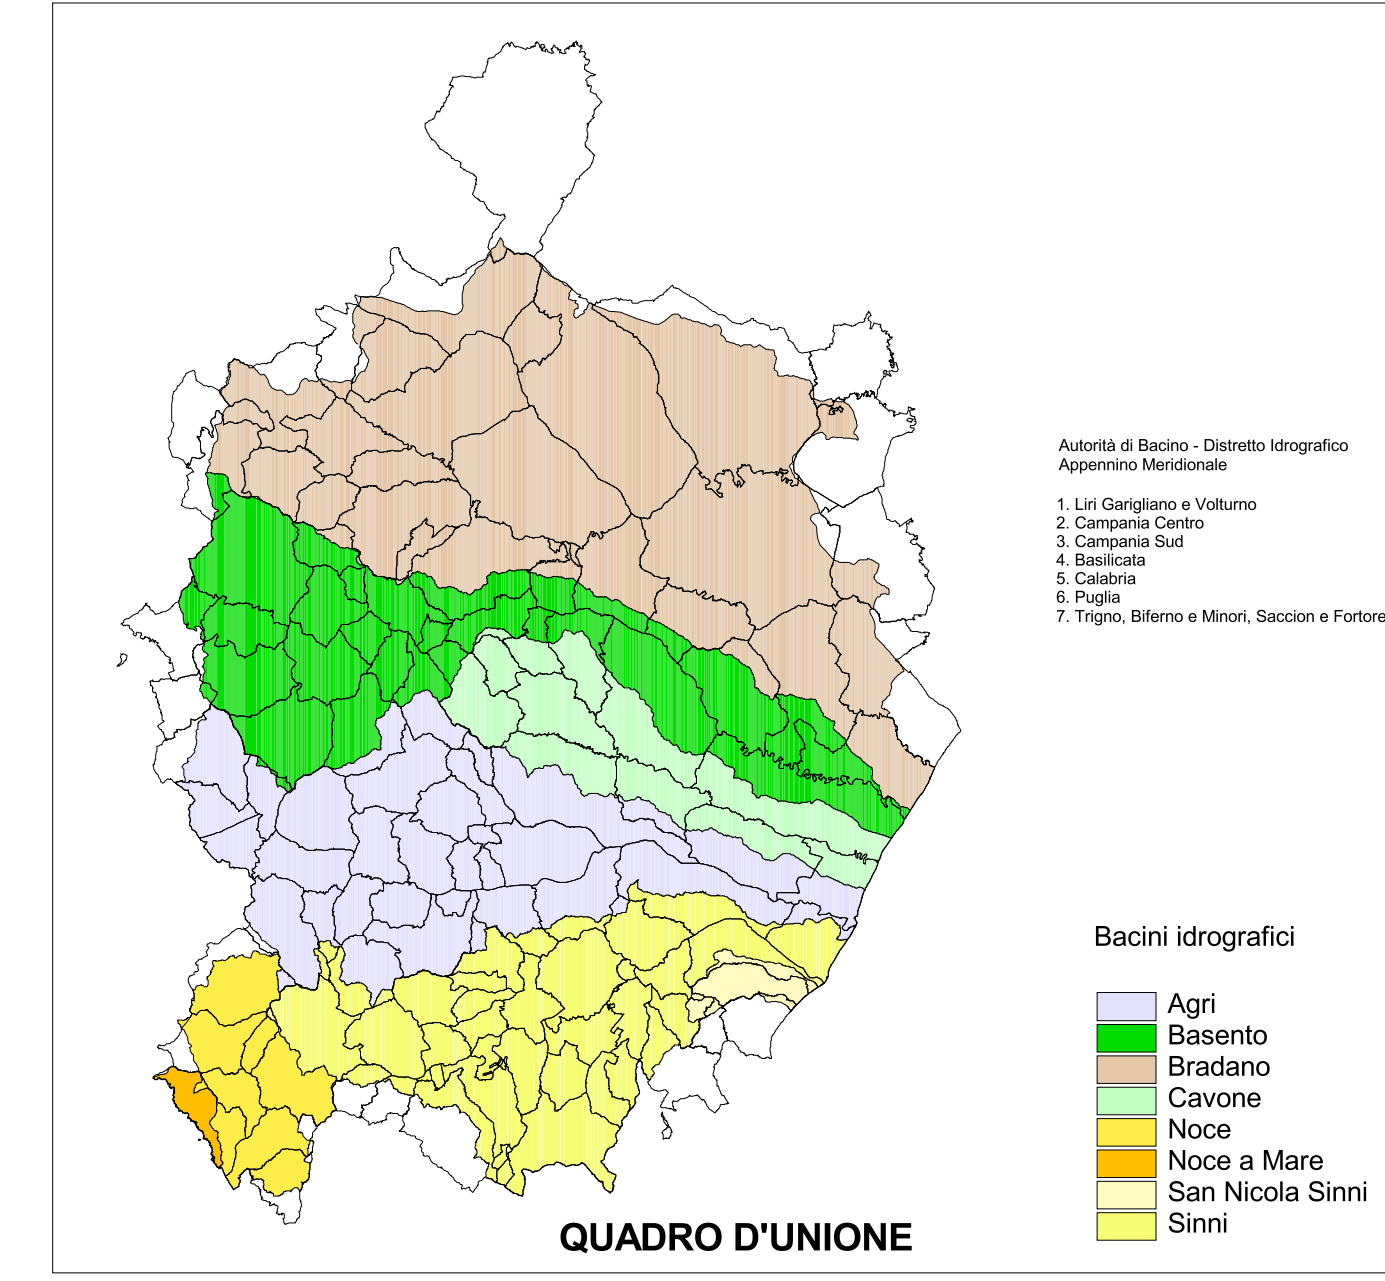 Autorità di Bacino - Distretto Idrografico
Appennino Meridionale
1. Liri Garigliano e Volturno
2. Campania Centro
3. Campania Sud
4. Basilicata
5. Calabria
6. Puglia
7. Trigno, Biferno e Minori, Saccion e Fortore
Bacini idrografici
Agri
Basento
Bradano
Cavone
Noce
Noce a Mare
San Nicola Sinni
Sinni
QUADRO D'UNIONE